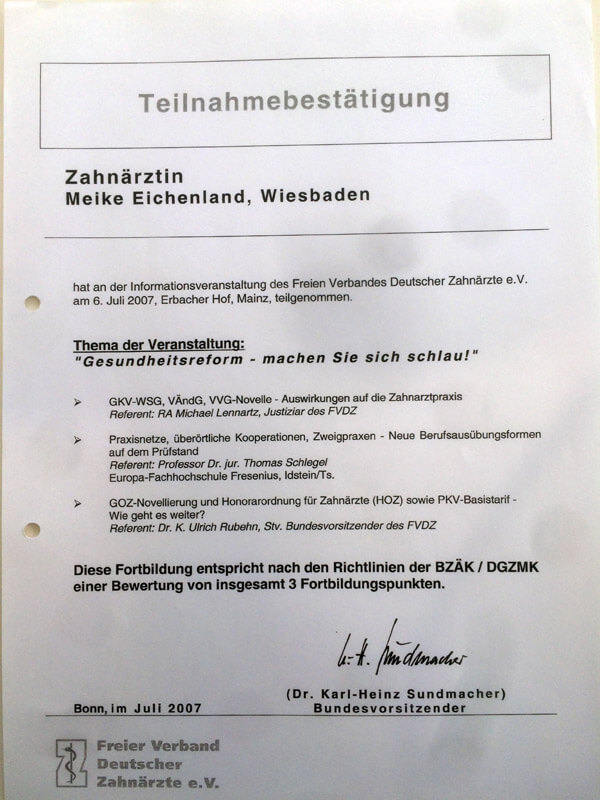 Teilnahmebestätigung
Zahnärztin
Meike Eichenland, Wiesbaden
hat an der Informationsveranstaltung des Freien Verbandes Deutscher Zahnärzte e.V.
am 6. Juli 2007, Erbacher Hof, Mainz, teilgenommen.
Thema der Veranstaltung:
"Gesundheitsreform - machen Sie sich schlau!"
➢ GKV-WSG, VÄndG, VVG-Novelle - Auswirkungen auf die Zahnarztpraxis
Referent: RA Michael Lennartz, Justiziar des FVDZ
➢ Praxisnetze, überörtliche Kooperationen, Zweigpraxen - Neue Berufsausübungsformen
auf dem Prüfstand
Referent: Professor Dr. jur. Thomas Schlegel
Europa-Fachhochschule Fresenius, Idstein/Ts.
➢ GOZ-Novellierung und Honorarordnung für Zahnärzte (HOZ) sowie PKV-Basistarif -
Wie geht es weiter?
Referent: Dr. K. Ulrich Rubehn, Stv. Bundesvorsitzender des FVDZ
Diese Fortbildung entspricht nach den Richtlinien der BZÄK / DGZMK
einer Bewertung von insgesamt 3 Fortbildungspunkten.
K.-H. Sundmacher
(Dr. Karl-Heinz Sundmacher)
Bonn, im Juli 2007 Bundesvorsitzender
Freier Verband
Deutscher
Zahnärzte e.V.